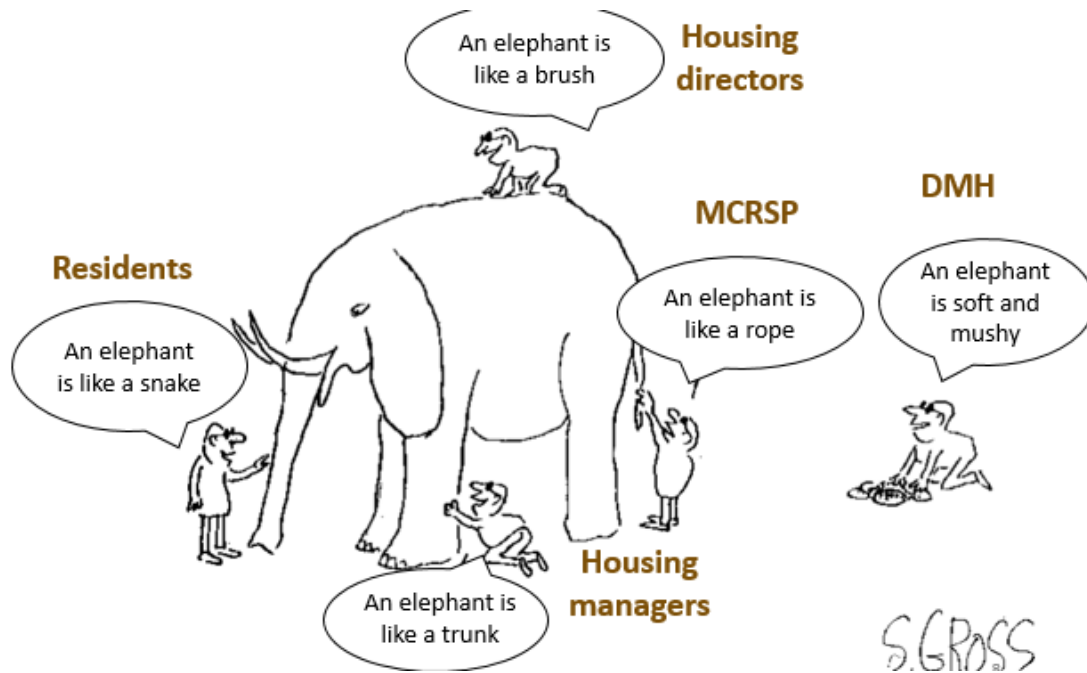 An elephant is
like a brush
Housing
directors
MCRSP
DMH
Residents
An elephant
is like a snake
An elephant is
like a rope
An elephant
is soft and
mushy
Housing
managers
An elephant is
like a trunk
S.GROSS